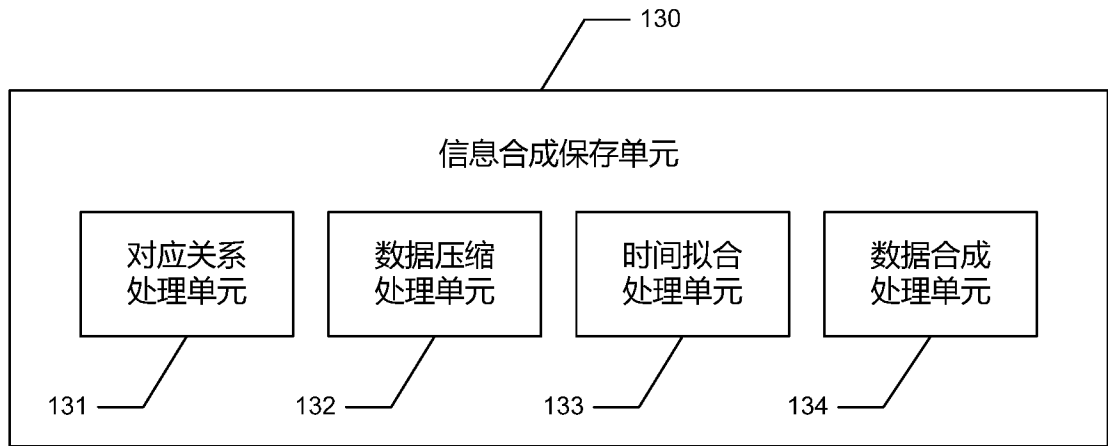 130
信息合成保存单元
对应关系
处理单元
数据压缩
处理单元
时间拟合
处理单元
数据合成
处理单元
131
132
133
134